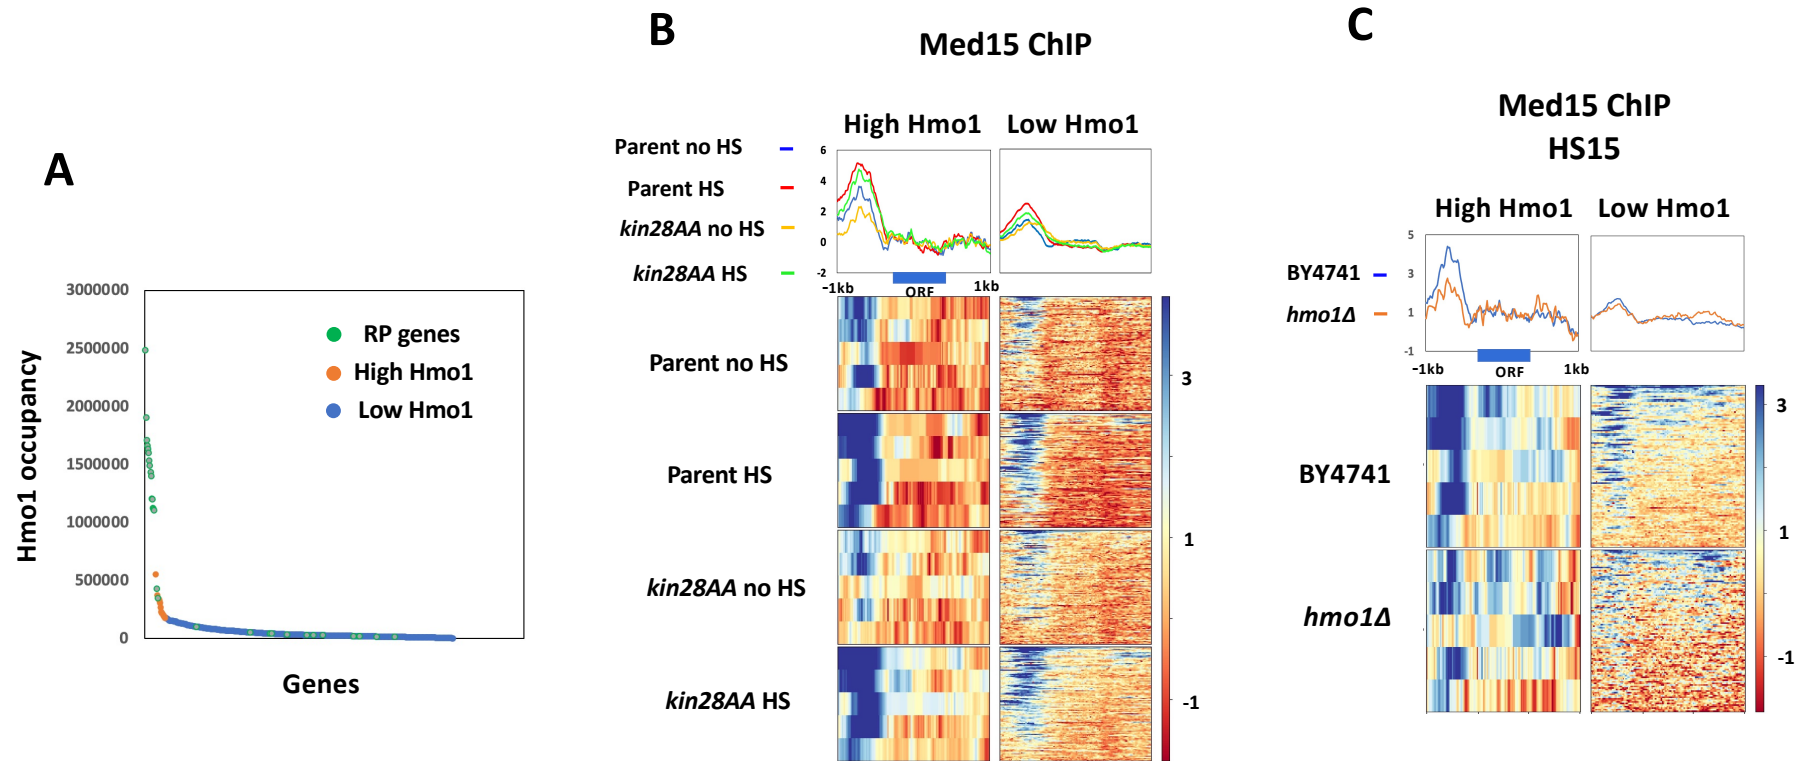 A
3000000
2500000
2000000
1500000
1000000
500000
0
Hmo1 occupancy
RP genes
High Hmo1
Low Hmo1
Genes
B
Med15 ChIP
High Hmo1 Low Hmo1
Parent no HS
Parent HS
kin28AA no HS
kin28AA HS
6
4
2
0
-2
-1kb
ORF
1kb
Parent no HS
Parent HS
kin28AA no HS
kin28AA HS
3
1
-1
C
Med15 ChIP
HS15
High Hmo1 Low Hmo1
BY4741
hmo1Δ
5
3
1
-1
-1kb
ORF
1kb
BY4741
hmo1Δ
3
1
-1